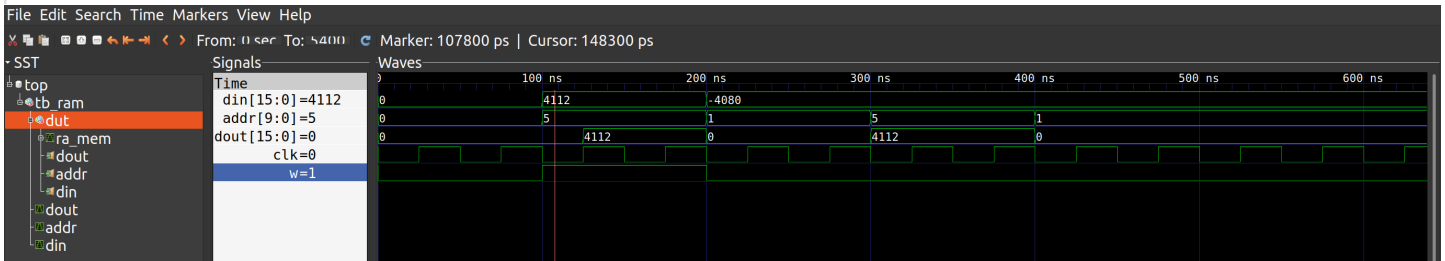 File Edit Search Time Markers View Help
From: 0 sec To: 5400 Marker: 107800 ps | Cursor: 148300 ps
SST Signals Waves
top Time 0 100 ns 200 ns 300 ns 400 ns 500 ns 600 ns
tb_ram din[15:0]=4112 0 4112 -4080
dut addr[9:0]=5 0 5 1 5 1
ra_mem dout[15:0]=0 0 4112 0 4112 0
dout clk=0
addr w=1
din
dout
addr
din